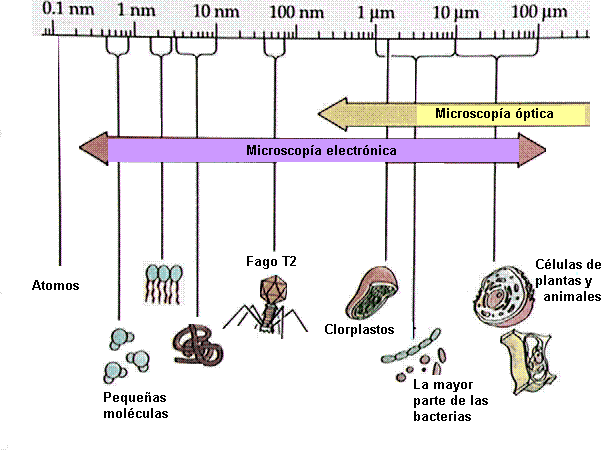 0.1 nm 1 nm 10 nm 100 nm 1 µm 10 µm 100 µm
Microscopía óptica
Microscopía electrónica
Fago T2
Células de
plantas y
animales
Atomos
Clorplastos
Pequeñas
moléculas
La mayor
parte de las
bacterias